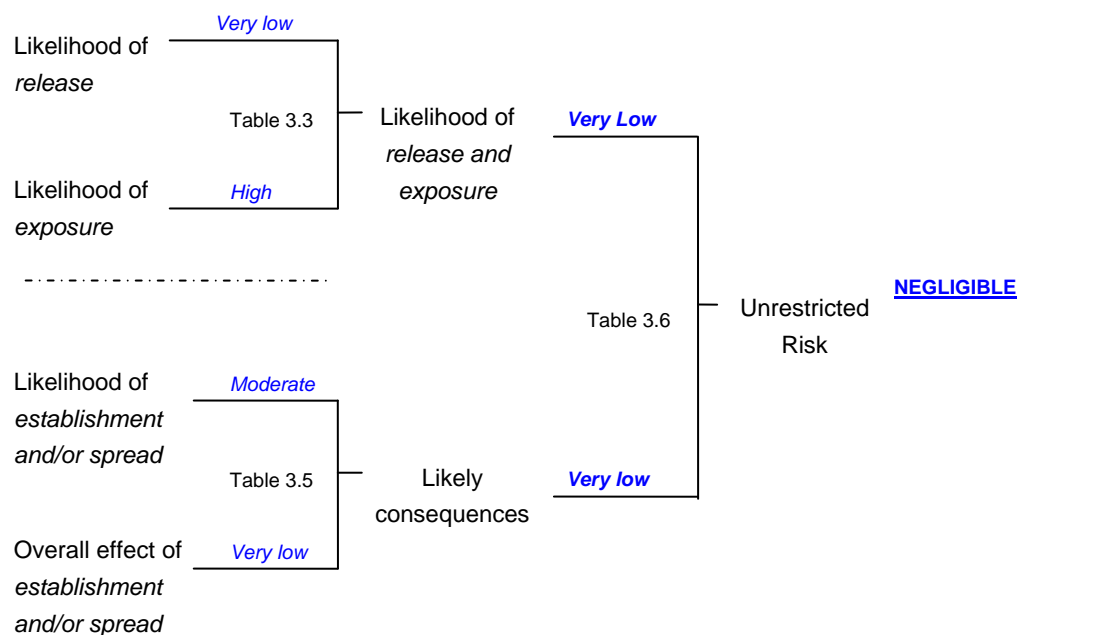 Very low
Likelihood of
release
Table 3.3
Likelihood of
exposure
High
Likelihood of
release and
exposure
Very Low
Likelihood of
establishment
and/or spread
Moderate
Table 3.5
Overall effect of
establishment
and/or spread
Very low
Likely
consequences
Very low
Table 3.6
Unrestricted
Risk
NEGLIGIBLE